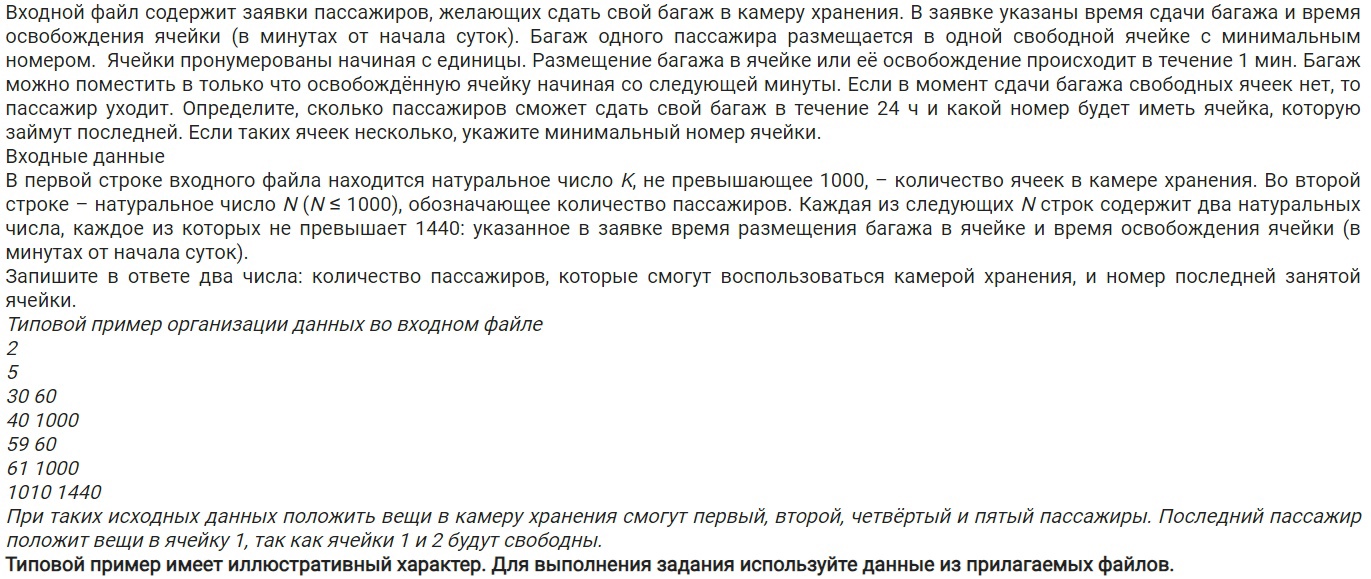 Входной файл содержит заявки пассажиров, желающих сдать свой багаж в камеру хранения. В заявке указаны время сдачи багажа и время
освобождения ячейки (в минутах от начала суток). Багаж одного пассажира размещается в одной свободной ячейке с минимальным
номером. Ячейки пронумерованы начиная с единицы. Размещение багажа в ячейке или её освобождение происходит в течение 1 мин. Багаж
можно поместить в только что освобождённую ячейку начиная со следующей минуты. Если в момент сдачи багажа свободных ячеек нет, то
пассажир уходит. Определите, сколько пассажиров сможет сдать свой багаж в течение 24 ч и какой номер будет иметь ячейка, которую
займут последней. Если таких ячеек несколько, укажите минимальный номер ячейки.
Входные данные
В первой строке входного файла находится натуральное число K, не превышающее 1000, – количество ячеек в камере хранения. Во второй
строке – натуральное число N (N ≤ 1000), обозначающее количество пассажиров. Каждая из следующих N строк содержит два натуральных
числа, каждое из которых не превышает 1440: указанное в заявке время размещения багажа в ячейке и время освобождения ячейки (в
минутах от начала суток).
Запишите в ответе два числа: количество пассажиров, которые смогут воспользоваться камерой хранения, и номер последней занятой
ячейки.
Типовой пример организации данных во входном файле
2
5
30 60
40 1000
59 60
61 1000
1010 1440
При таких исходных данных положить вещи в камеру хранения смогут первый, второй, четвёртый и пятый пассажиры. Последний пассажир
положит вещи в ячейку 1, так как ячейки 1 и 2 будут свободны.
Типовой пример имеет иллюстративный характер. Для выполнения задания используйте данные из прилагаемых файлов.